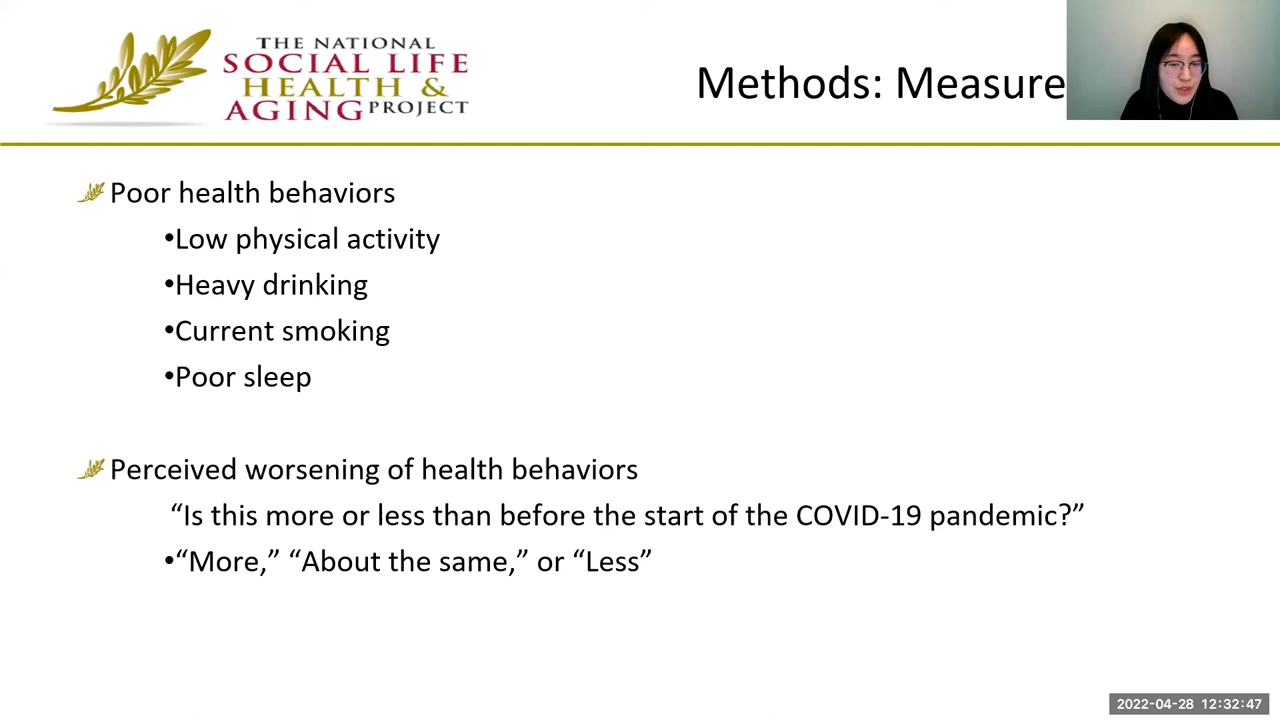 THE NATIONAL
SOCIAL LIFE
HEALTH &
AGING PROJECT
Methods: Measure
Poor health behaviors
•Low physical activity
•Heavy drinking
•Current smoking
•Poor sleep
Perceived worsening of health behaviors
“Is this more or less than before the start of the COVID-19 pandemic?”
•“More,” “About the same,” or “Less”
2022-04-28 12:32:47